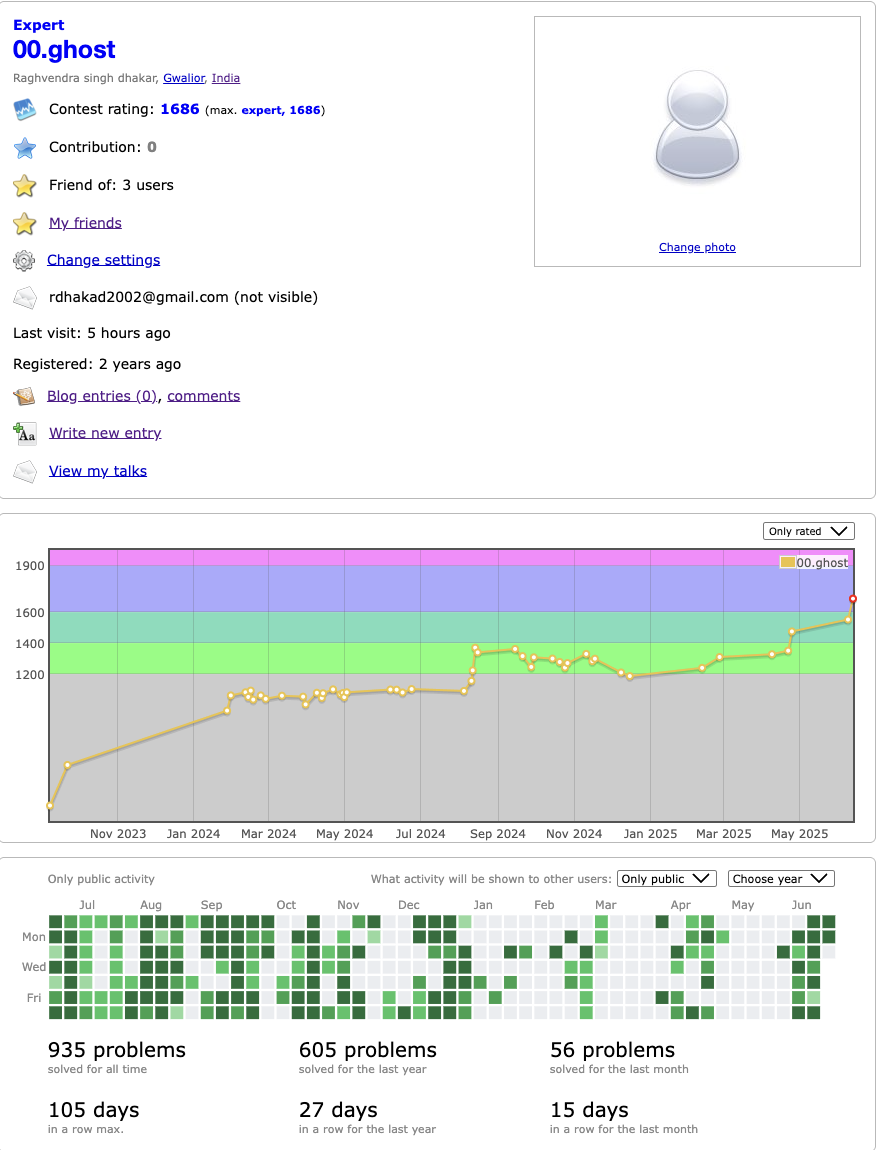 Expert
00.ghost
Raghvendra singh dhakar, Gwalior, India
Contest rating: 1686 (max. expert, 1686)
Contribution: 0
Friend of: 3 users
My friends
Change settings
rdhakad2002@gmail.com (not visible)
Last visit: 5 hours ago
Registered: 2 years ago
Blog entries (0), comments
Write new entry
View my talks
Change photo
Only rated
00.ghost
1900
1600
1400
1200
Nov 2023 Jan 2024 Mar 2024 May 2024 Jul 2024 Sep 2024 Nov 2024 Jan 2025 Mar 2025 May 2025
Only public activity What activity will be shown to other users: Only public Choose year
Jul Aug Sep Oct Nov Dec Jan Feb Mar Apr May Jun
Mon
Wed
Fri
935 problems 605 problems 56 problems
solved for all time solved for the last year solved for the last month
105 days 27 days 15 days
in a row max. in a row for the last year in a row for the last month